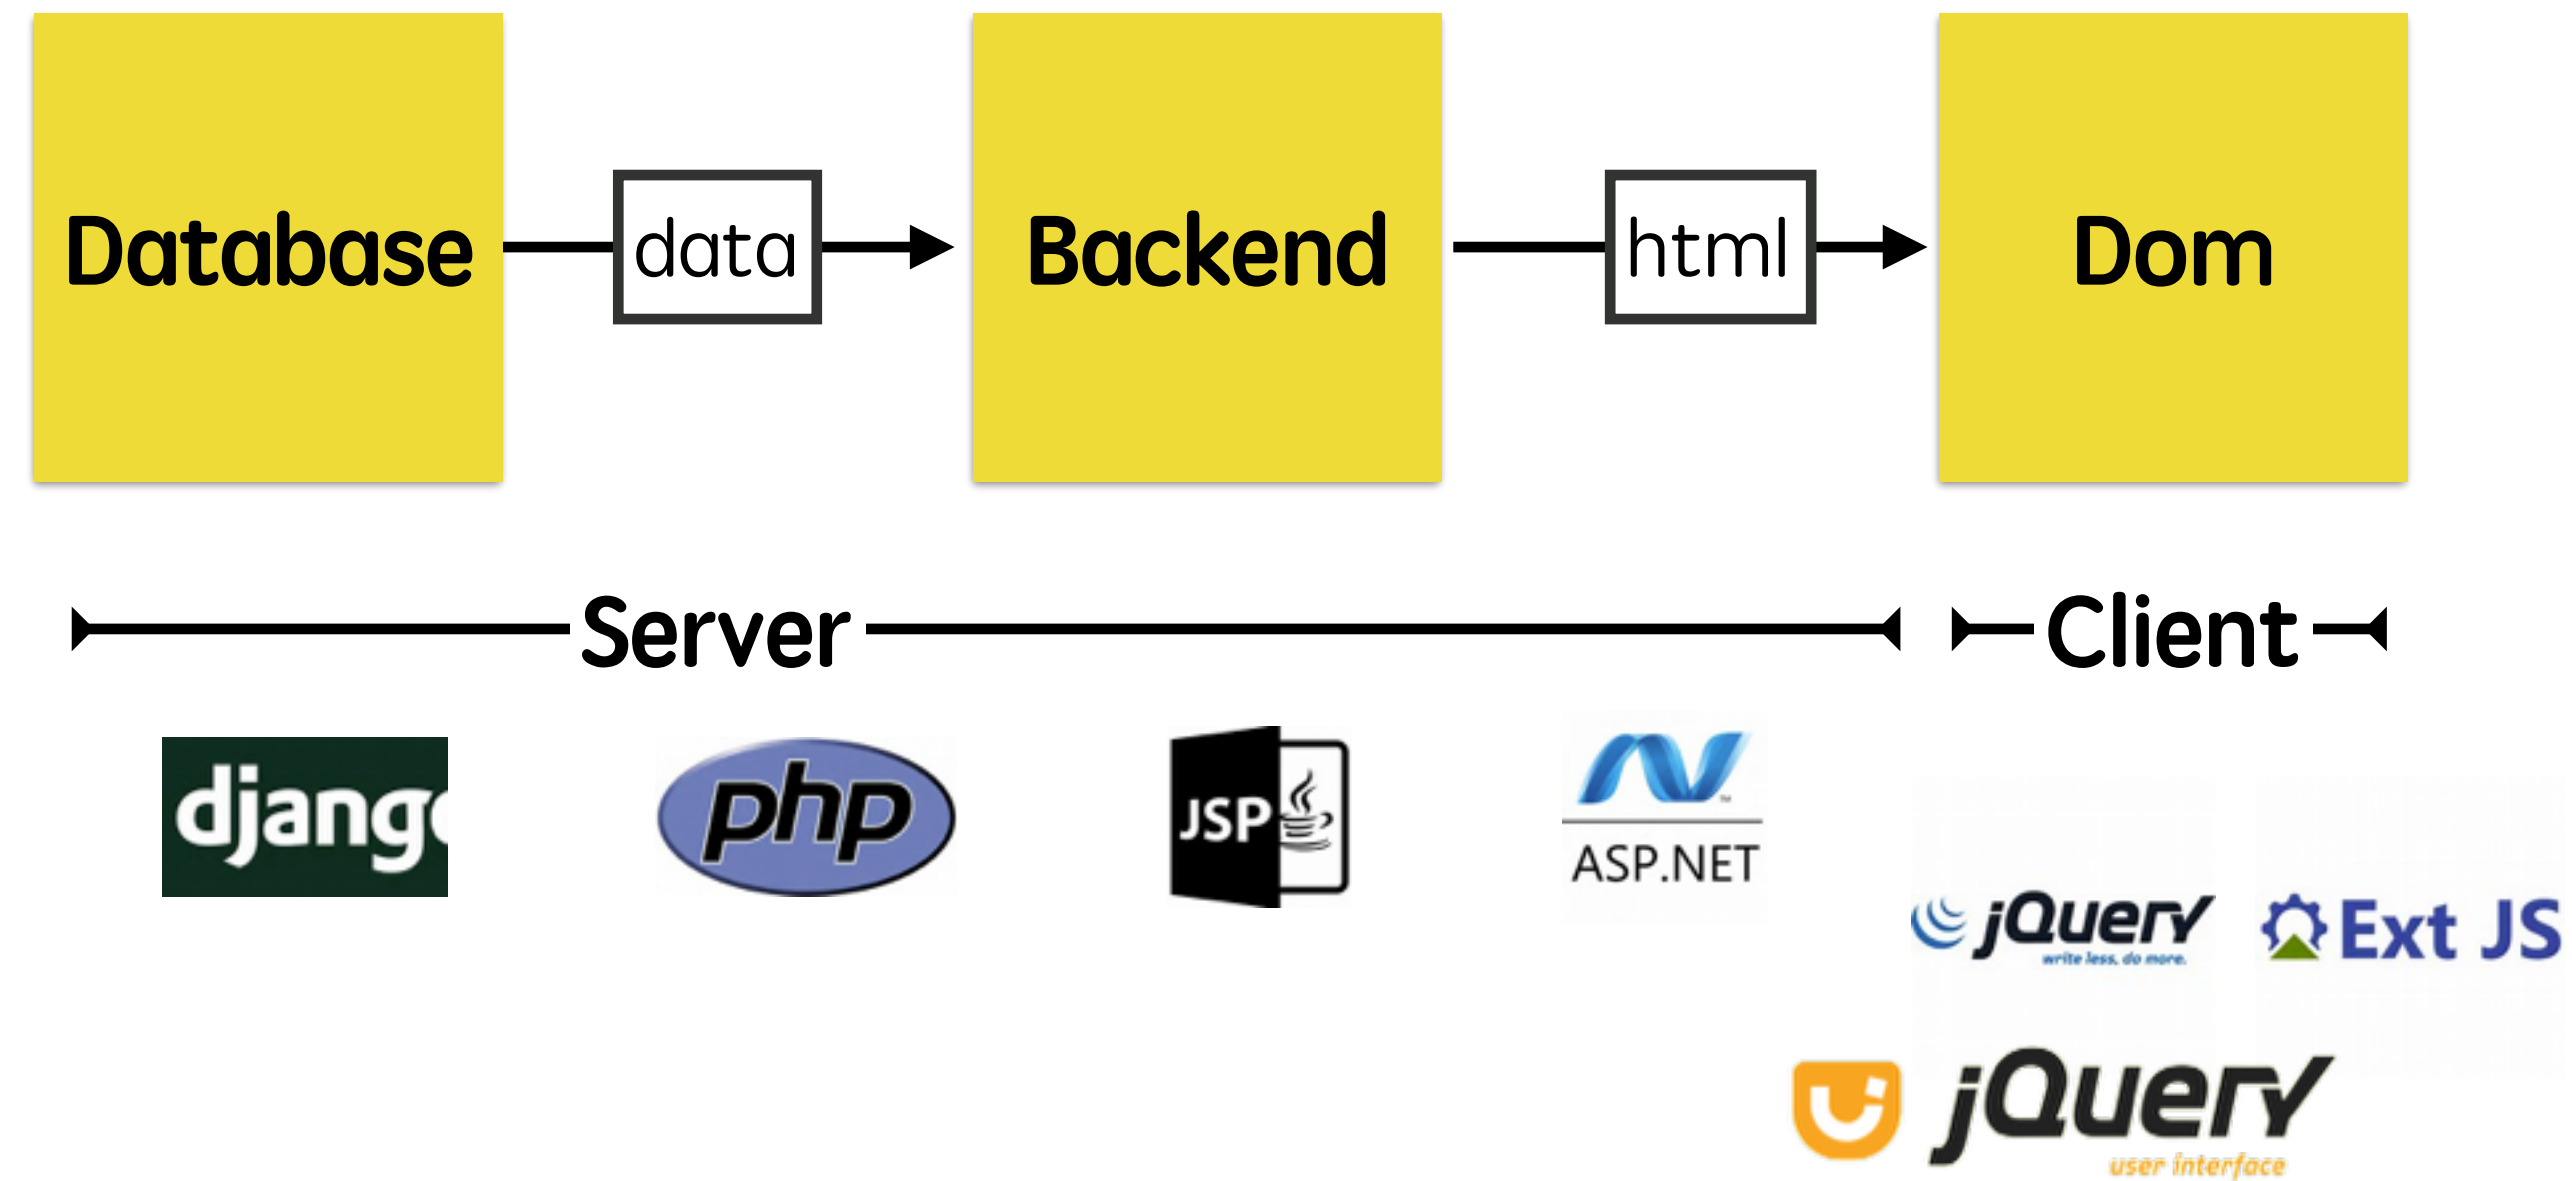 Database
data
Backend
html
Dom
Server
Client
djang
php
JSP
ASP.NET
jQuery
write less, do more.
Ext JS
jQuery
user interface